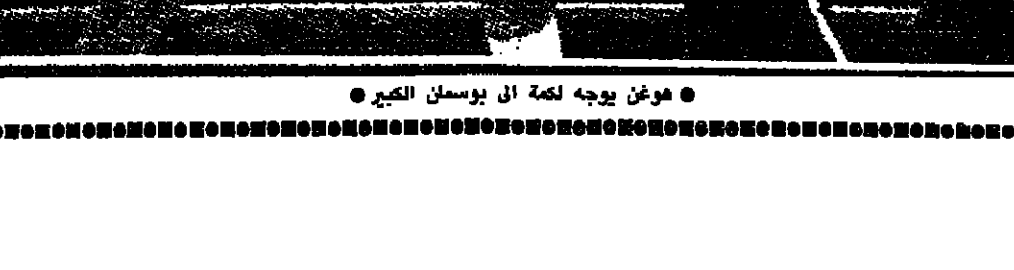 ● هوغن يوجه لكمة الى بوسمان الكبير ●